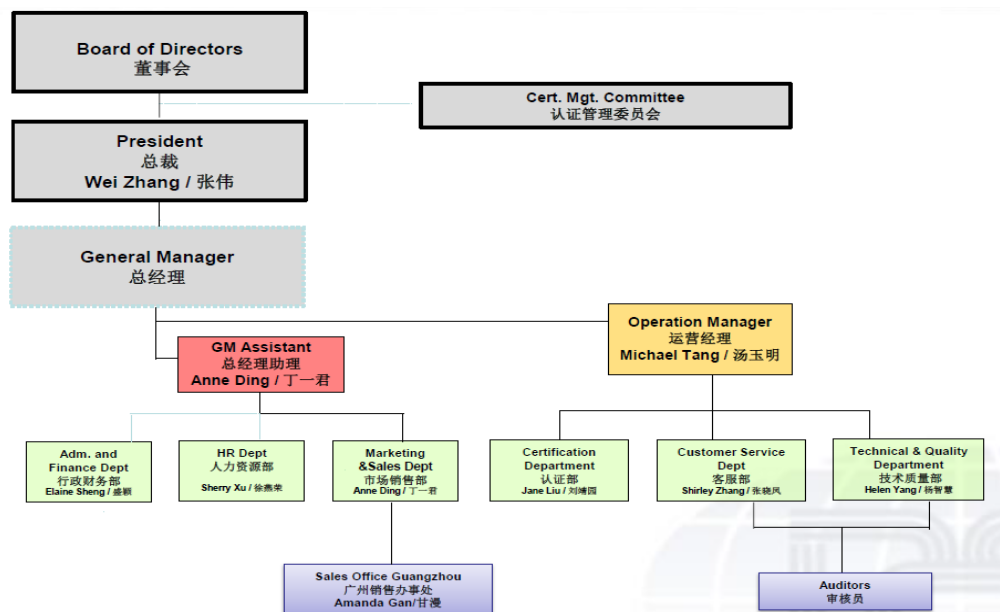 Board of Directors
董事会
Cert. Mgt. Committee
认证管理委员会
President
总裁
Wei Zhang / 张伟
General Manager
总经理
Operation Manager
运营经理
Michael Tang / 汤玉明
GM Assistant
总经理助理
Anne Ding / 丁一君
Adm. and
Finance Dept
行政财务部
Elaine Sheng / 盛颖
HR Dept
人力资源部
Sherry Xu / 徐燕荣
Marketing
&Sales Dept
市场销售部
Anne Ding / 丁一君
Certification
Department
认证部
Jane Liu / 刘靖园
Customer Service
Dept
客服部
Shirley Zhang / 张晓风
Technical & Quality
Department
技术质量部
Helen Yang / 杨智慧
Sales Office Guangzhou
广州销售办事处
Amanda Gan/甘漫
Auditors
审核员